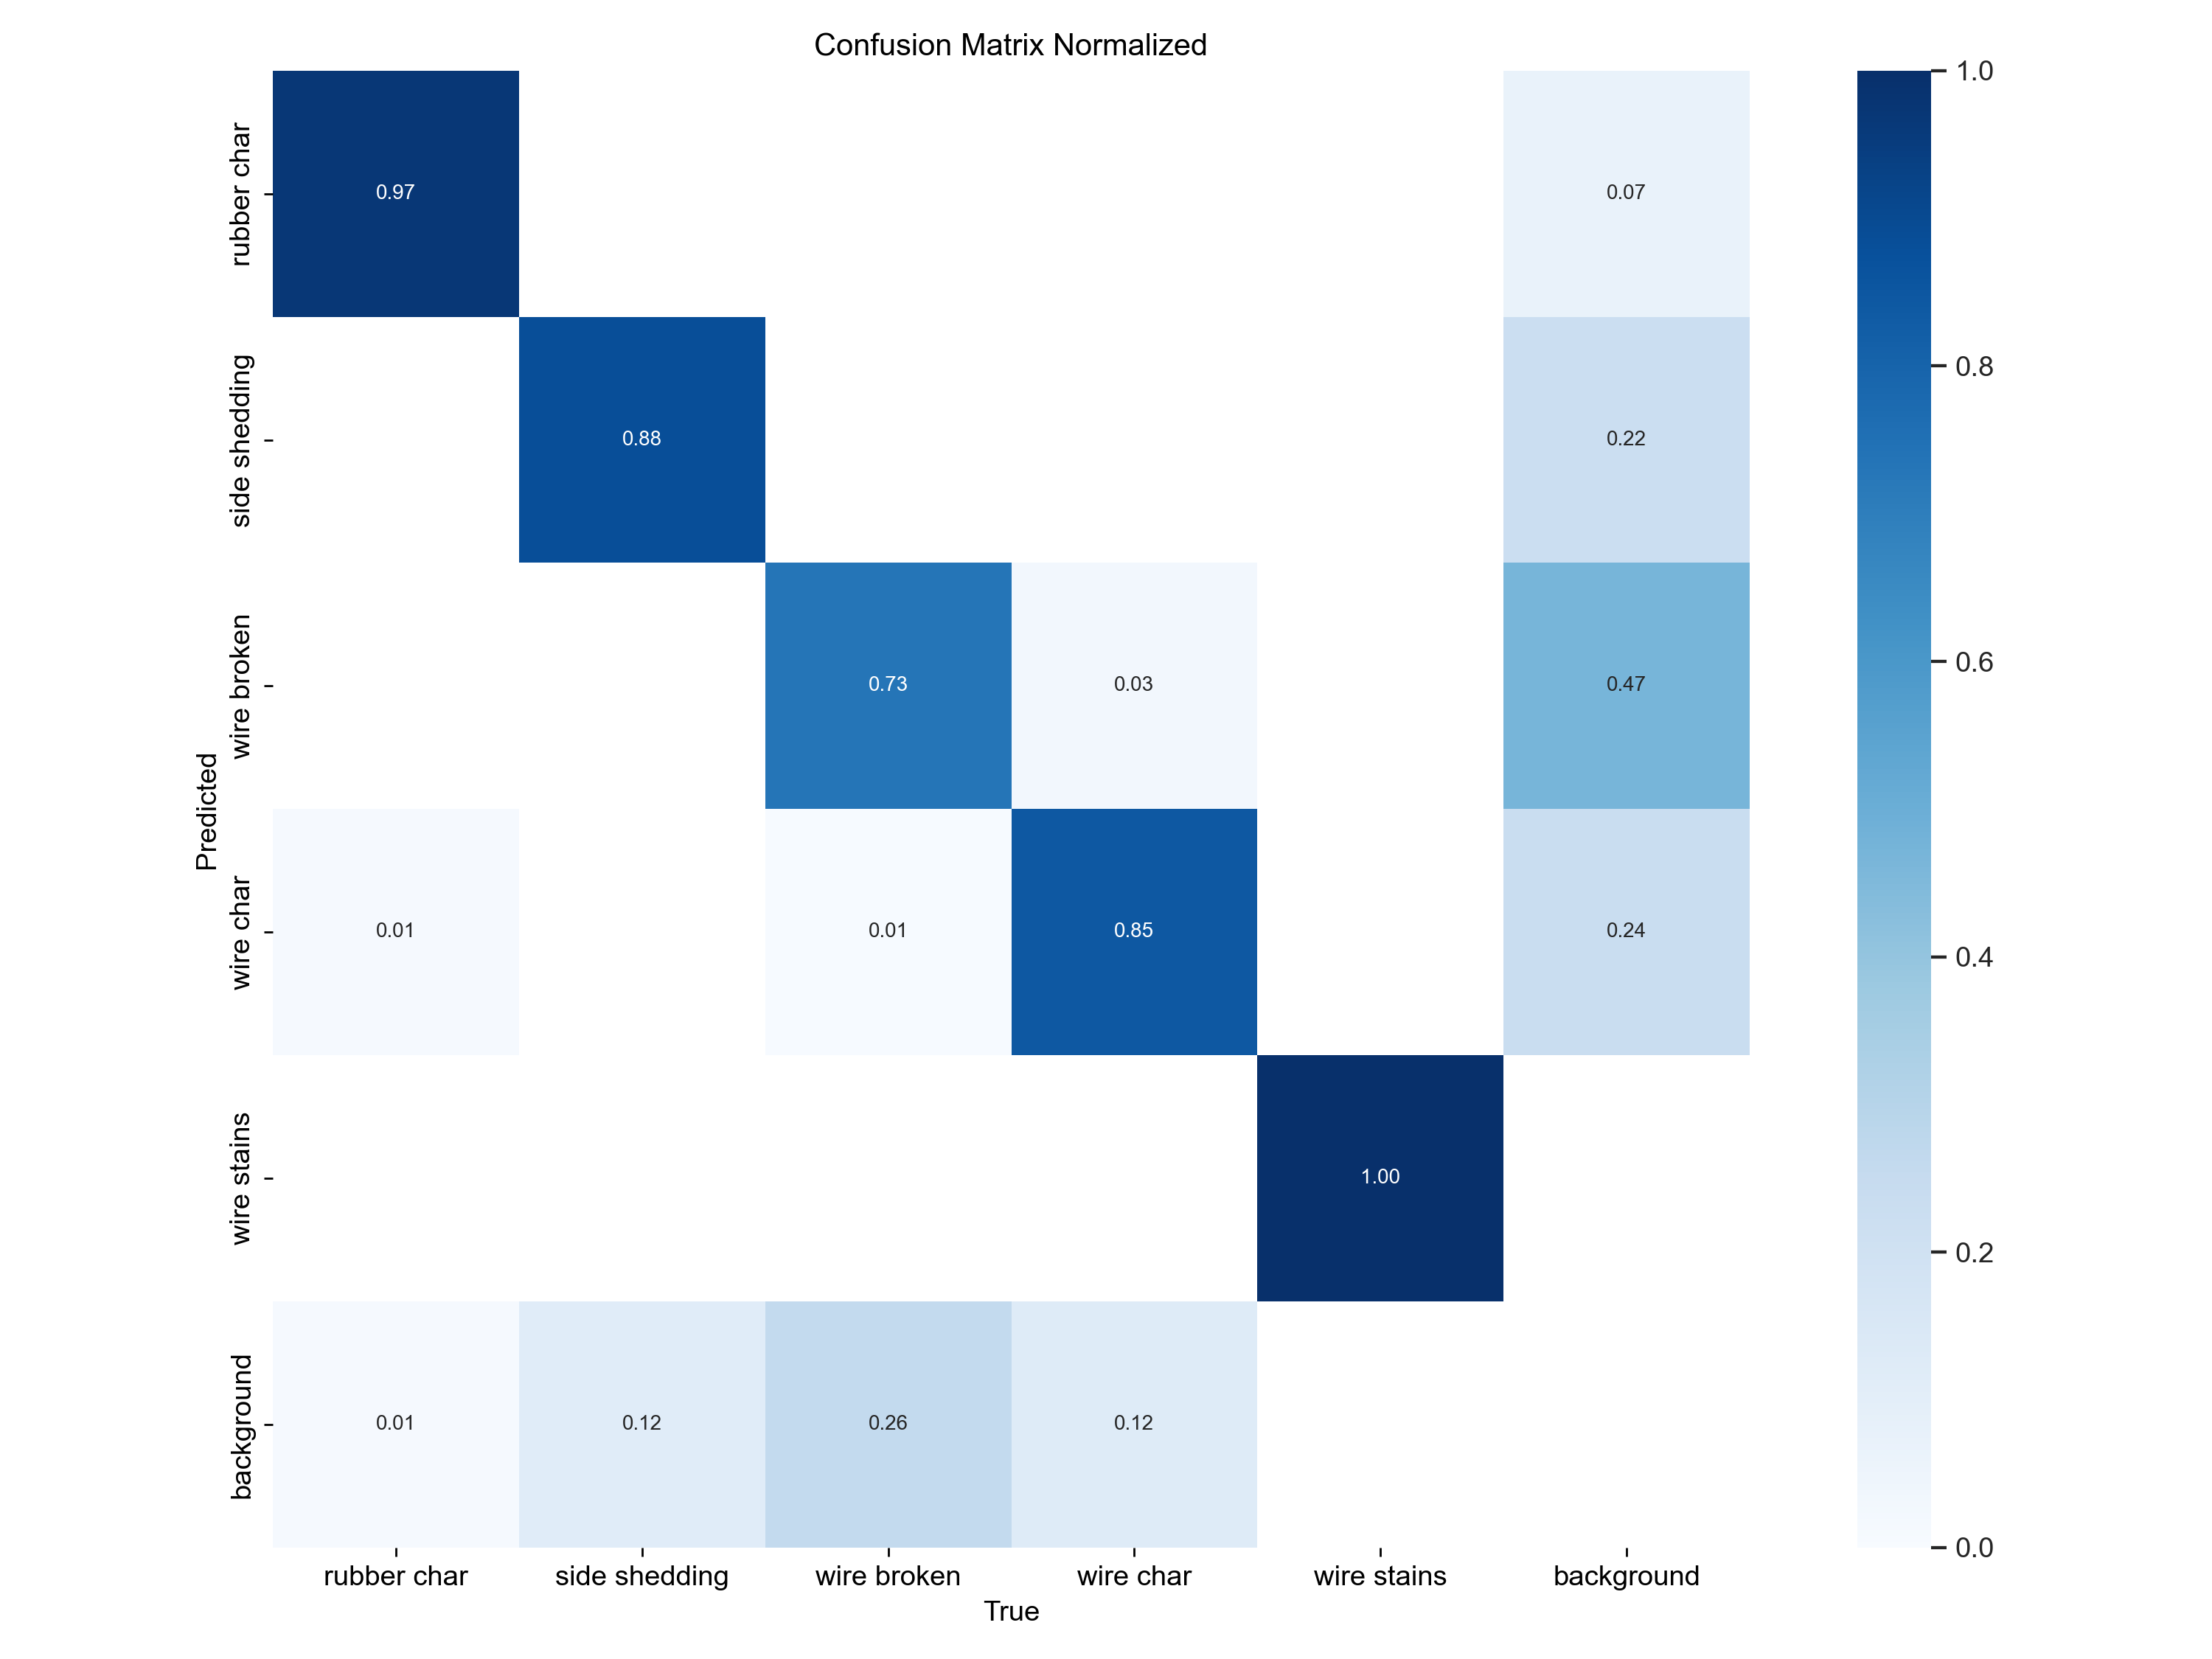 Confusion Matrix Normalized
rubber char
0.97
0.07
side shedding
0.88
0.22
wire broken
0.73
0.03
0.47
wire char
0.01
0.01
0.85
0.24
wire stains
1.00
background
0.01
0.12
0.26
0.12
Predicted
rubber char
side shedding
wire broken
wire char
wire stains
background
True
1.0
0.8
0.6
0.4
0.2
0.0